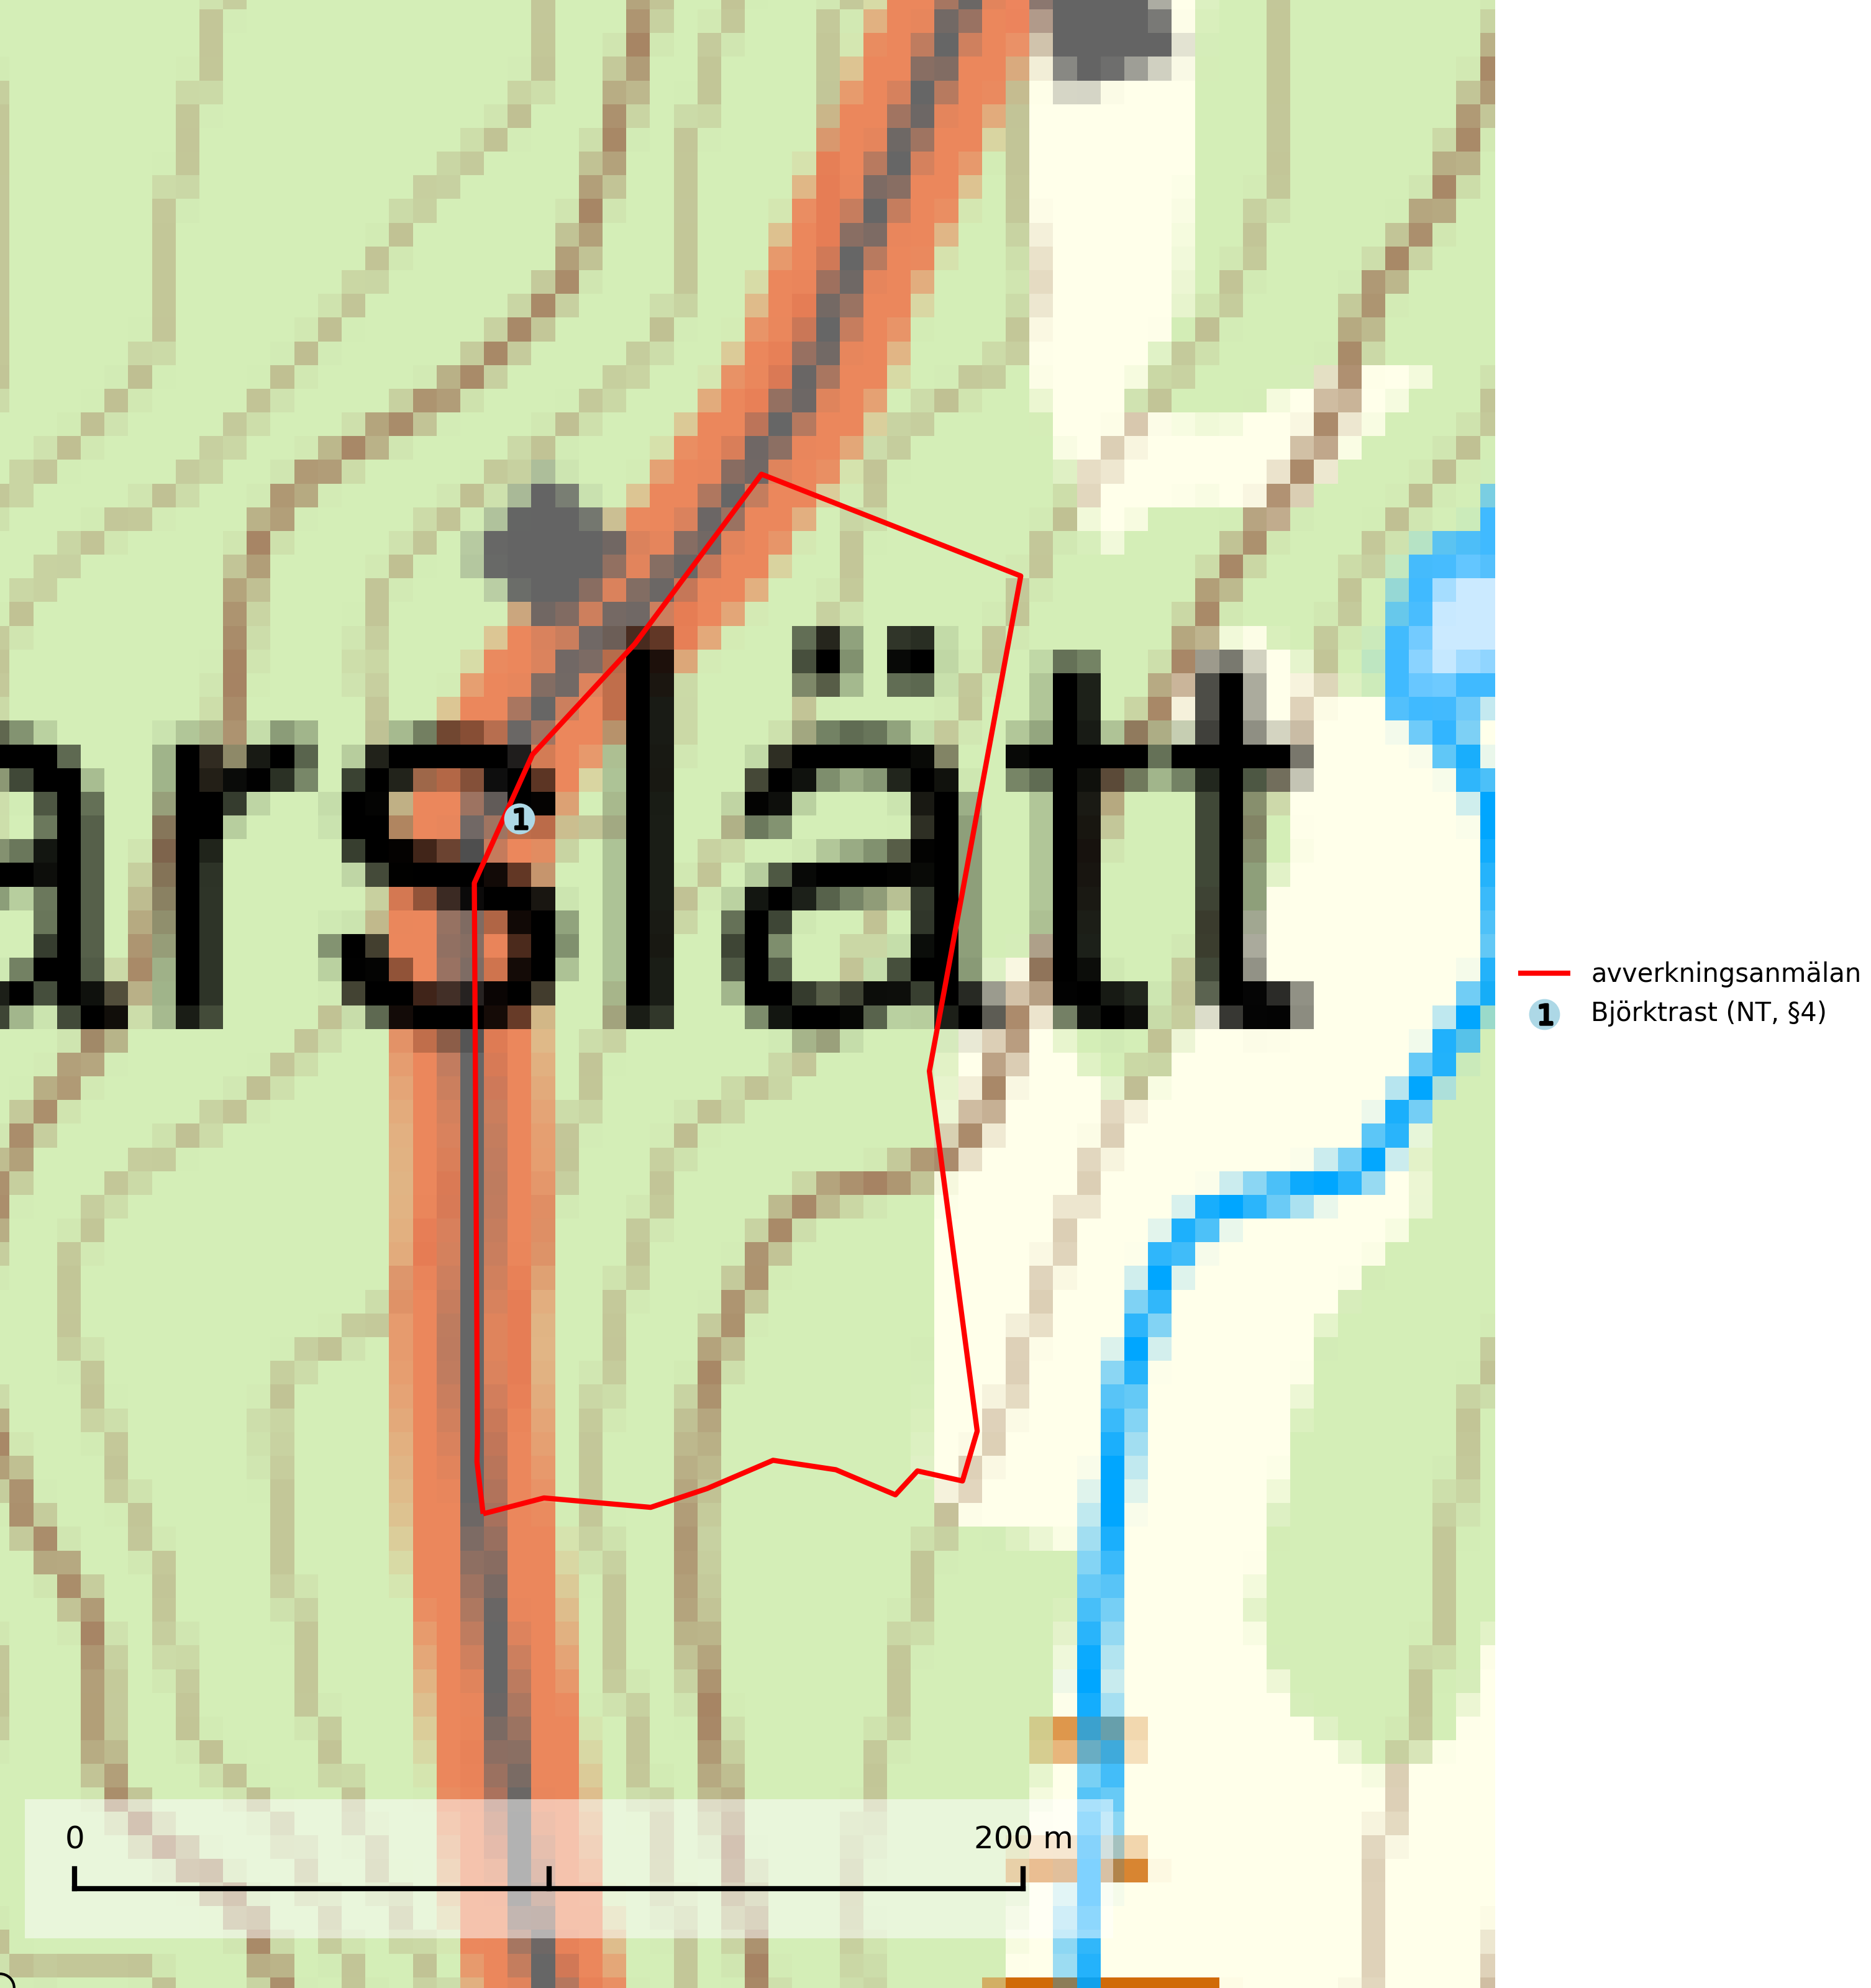 arslätt
1
avverkningsanmälan
1 Björktrast (NT, §4)
0 200 m